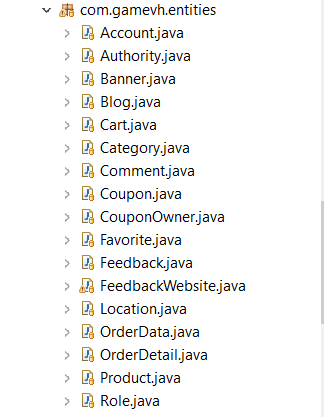 com.gamevh.entities
Account.java
Authority.java
Banner.java
Blog.java
Cart.java
Category.java
Comment.java
Coupon.java
CouponOwner.java
Favorite.java
Feedback.java
FeedbackWebsite.java
Location.java
OrderData.java
OrderDetail.java
Product.java
Role.java